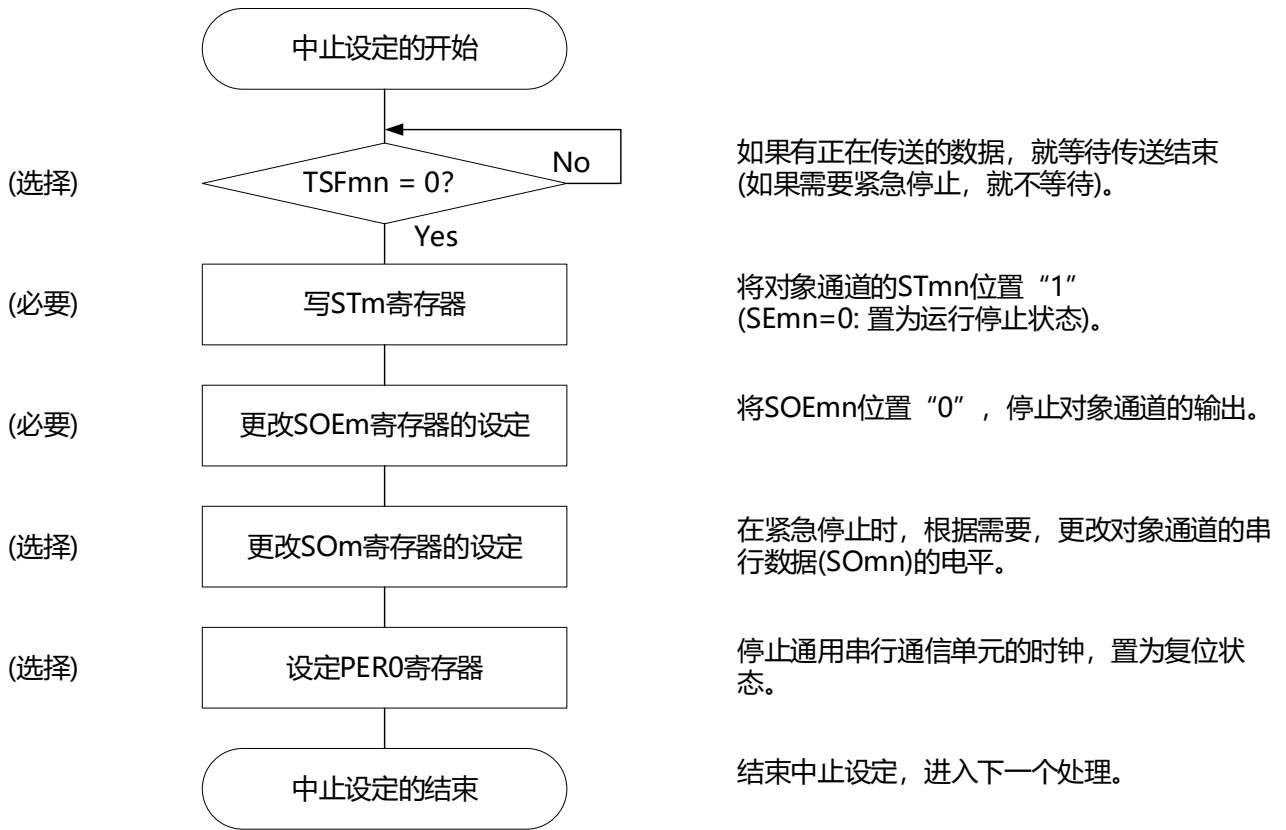 中止设定的开始
No
(选择)
TSFmn = 0?
如果有正在传送的数据，就等待传送结束
(如果需要紧急停止，就不等待)。
Yes
(必要)
写STm寄存器
将对象通道的STmn位置“1”
(SEmn=0: 置为运行停止状态)。
(必要)
更改SOEm寄存器的设定
将SOEmn位置“0”，停止对象通道的输出。
(选择)
更改SOm寄存器的设定
在紧急停止时，根据需要，更改对象通道的串
行数据(SOmn)的电平。
(选择)
设定PER0寄存器
停止通用串行通信单元的时钟，置为复位状
态。
中止设定的结束
结束中止设定，进入下一个处理。